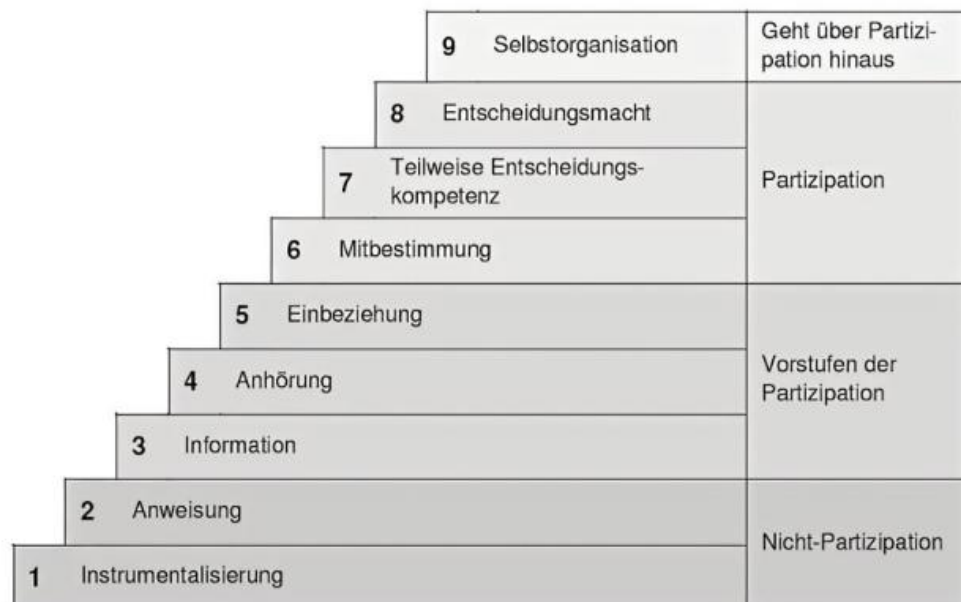 9 Selbstorganisation
Geht über Partizi-
pation hinaus
8 Entscheidungsmacht
7 Teilweise Entscheidungs-
kompetenz
Partizipation
6 Mitbestimmung
5 Einbeziehung
4 Anhörung
Vorstufen der
Partizipation
3 Information
2 Anweisung
Nicht-Partizipation
1 Instrumentalisierung